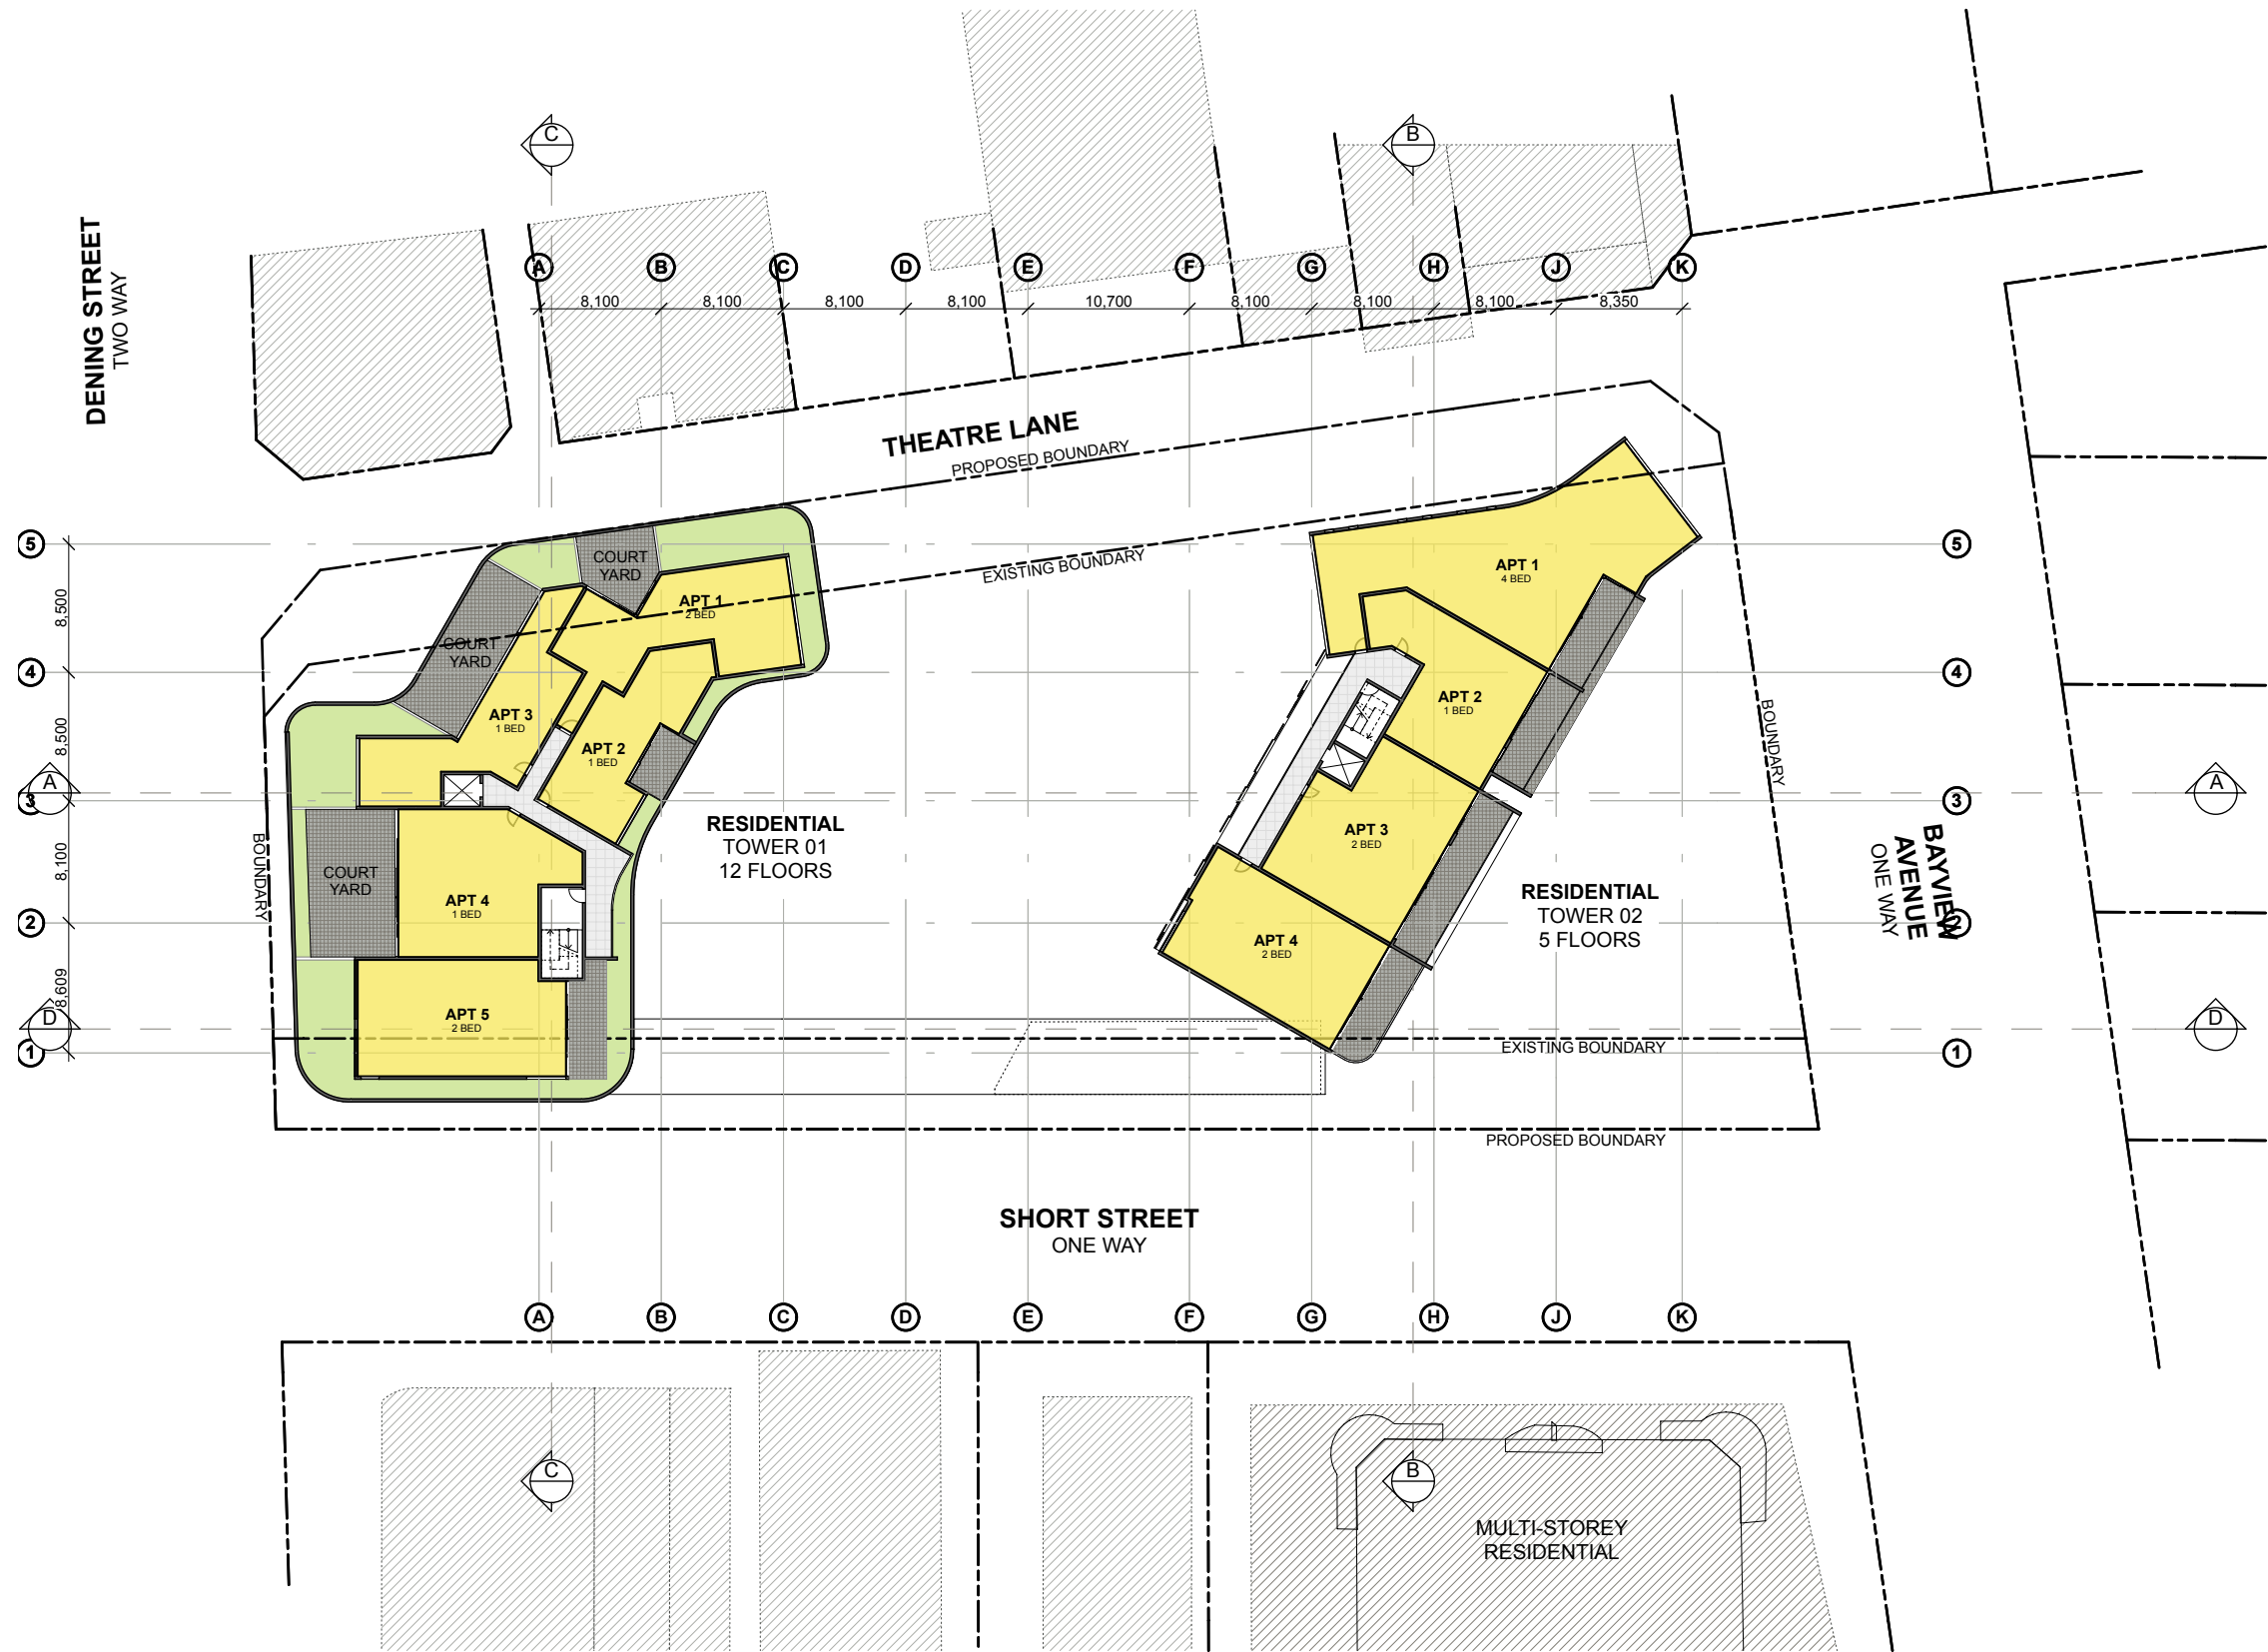 C
B
DENING STREET
TWO WAY
A
B
C
D
E
F
G
H
J
K
8,100
8,100
8,100
8,100
10,700
8,100
8,100
8,100
8,350
THEATRE LANE
PROPOSED BOUNDARY
EXISTING BOUNDARY
5
4
3
2
1
8,500
8,500
8,100
8,609
A
D
COURT
YARD
COURT
YARD
COURT
YARD
APT 1
2 BED
APT 2
1 BED
APT 3
1 BED
APT 4
1 BED
APT 5
2 BED
BOUNDARY
RESIDENTIAL
TOWER 01
12 FLOORS
APT 1
4 BED
APT 2
1 BED
APT 3
2 BED
APT 4
2 BED
RESIDENTIAL
TOWER 02
5 FLOORS
BOUNDARY
5
4
3
2
1
A
D
BAYVIEW
AVENUE
ONE WAY
EXISTING BOUNDARY
PROPOSED BOUNDARY
SHORT STREET
ONE WAY
A
B
C
D
E
F
G
H
J
K
C
B
MULTI-STOREY
RESIDENTIAL